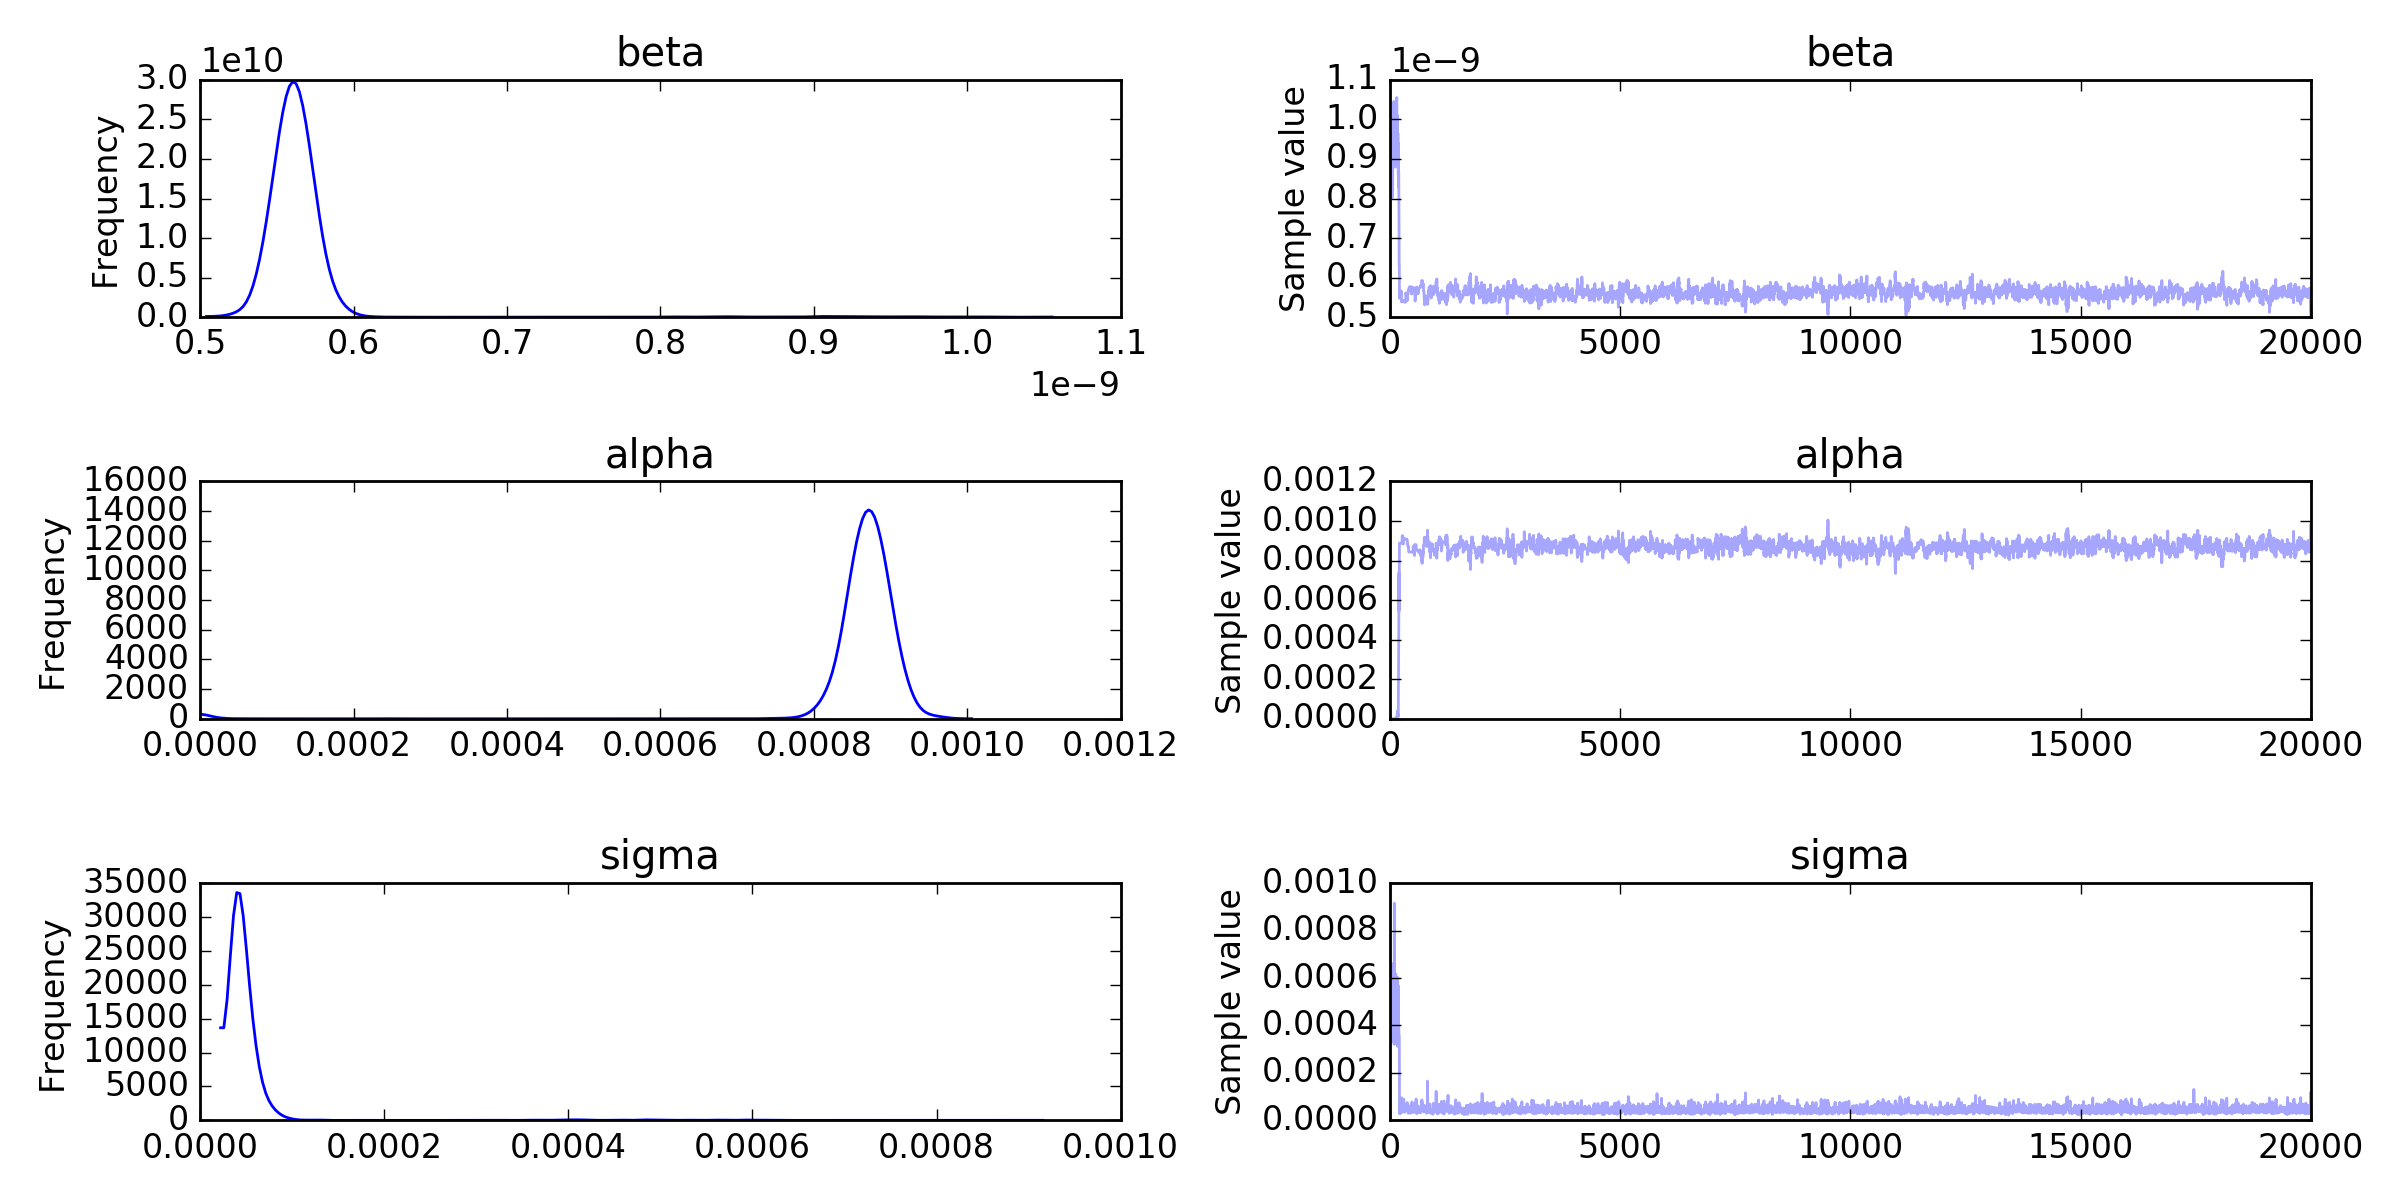 beta
1e10
3.0
2.5
2.0
1.5
1.0
0.5
0.0
Frequency
0.5 0.6 0.7 0.8 0.9 1.0 1.1
1e−9
beta
1e−9
1.1
1.0
0.9
0.8
0.7
0.6
0.5
Sample value
0 5000 10000 15000 20000
alpha
16000
14000
12000
10000
8000
6000
4000
2000
0
Frequency
0.0000 0.0002 0.0004 0.0006 0.0008 0.0010 0.0012
alpha
0.0012
0.0010
0.0008
0.0006
0.0004
0.0002
0.0000
Sample value
0 5000 10000 15000 20000
sigma
35000
30000
25000
20000
15000
10000
5000
0
Frequency
0.0000 0.0002 0.0004 0.0006 0.0008 0.0010
sigma
0.0010
0.0008
0.0006
0.0004
0.0002
0.0000
Sample value
0 5000 10000 15000 20000